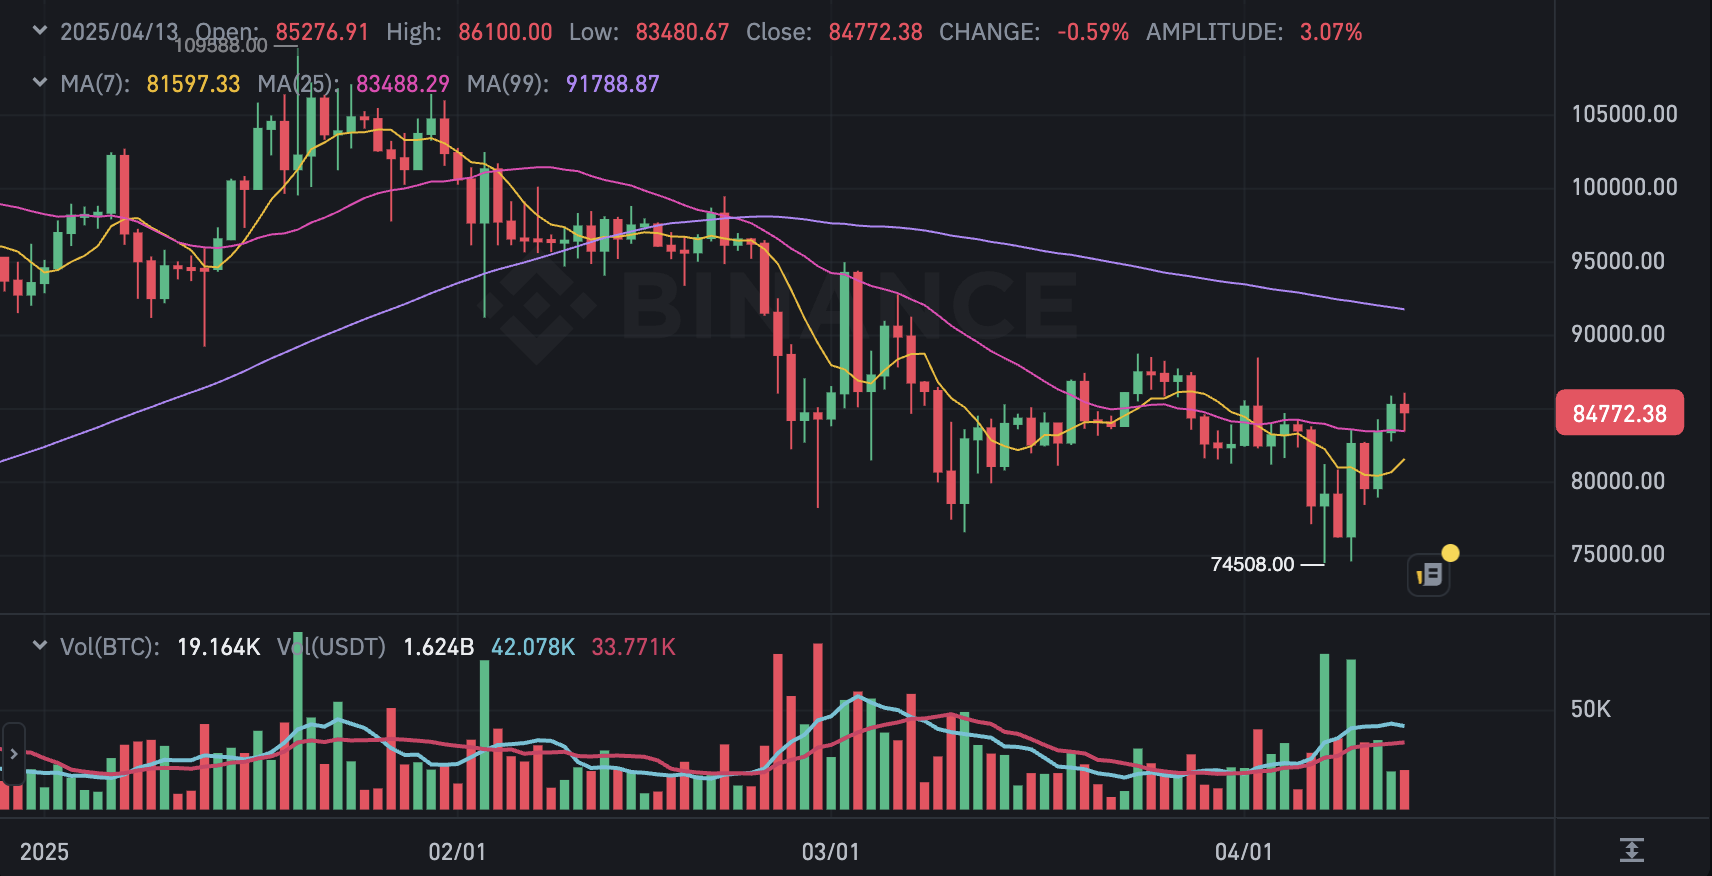 2025/04/13 Open: 85276.91 High: 86100.00 Low: 83480.67 Close: 84772.38 CHANGE: -0.59% AMPLITUDE: 3.07%
109588.00
MA(7): 81597.33 MA(25): 83488.29 MA(99): 91788.87
105000.00
100000.00
95000.00
BINANCE
90000.00
84772.38
80000.00
75000.00
74508.00
Vol(BTC): 19.164K Vol(USDT) 1.624B 42.078K 33.771K
50K
2025 02/01 03/01 04/01